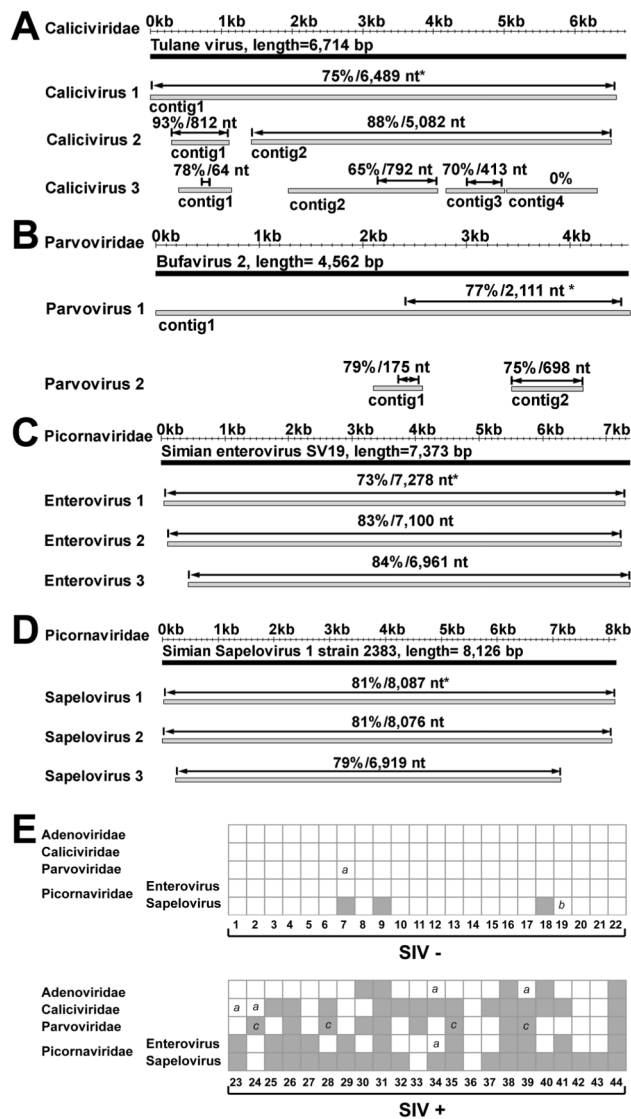 A
Caliciviridae
0kb 1kb 2kb 3kb 4kb 5kb 6kb
Tulane virus, length=6,714 bp
75%/6,489 nt*
Calicivirus 1
contig1
93%/812 nt 88%/5,082 nt
Calicivirus 2
contig1 contig2
78%/64 nt 65%/792 nt 70%/413 nt 0%
Calicivirus 3
contig1 contig2 contig3 contig4
B
Parvoviridae
0kb 1kb 2kb 3kb 4kb
Bufavirus 2, length= 4,562 bp
77%/2,111 nt *
Parvovirus 1
contig1
79%/175 nt 75%/698 nt
Parvovirus 2
contig1 contig2
C
Picornaviridae
0kb 1kb 2kb 3kb 4kb 5kb 6kb 7kb
Simian enterovirus SV19, length=7,373 bp
73%/7,278 nt*
Enterovirus 1
83%/7,100 nt
Enterovirus 2
84%/6,961 nt
Enterovirus 3
D
Picornaviridae
0kb 1kb 2kb 3kb 4kb 5kb 6kb 7kb 8kb
Simian Sapelovirus 1 strain 2383, length= 8,126 bp
81%/8,087 nt*
Sapelovirus 1
81%/8,076 nt
Sapelovirus 2
79%/6,919 nt
Sapelovirus 3
E
Adenoviridae
Caliciviridae
Parvoviridae a
Picornaviridae Enterovirus
Sapelovirus b
1 2 3 4 5 6 7 8 9 10 11 12 13 14 15 16 17 18 19 20 21 22
SIV -
Adenoviridae a a
Caliciviridae a a
Parvoviridae c c c c
Picornaviridae Enterovirus a
Sapelovirus
23 24 25 26 27 28 29 30 31 32 33 34 35 36 37 38 39 40 41 42 43 44
SIV +